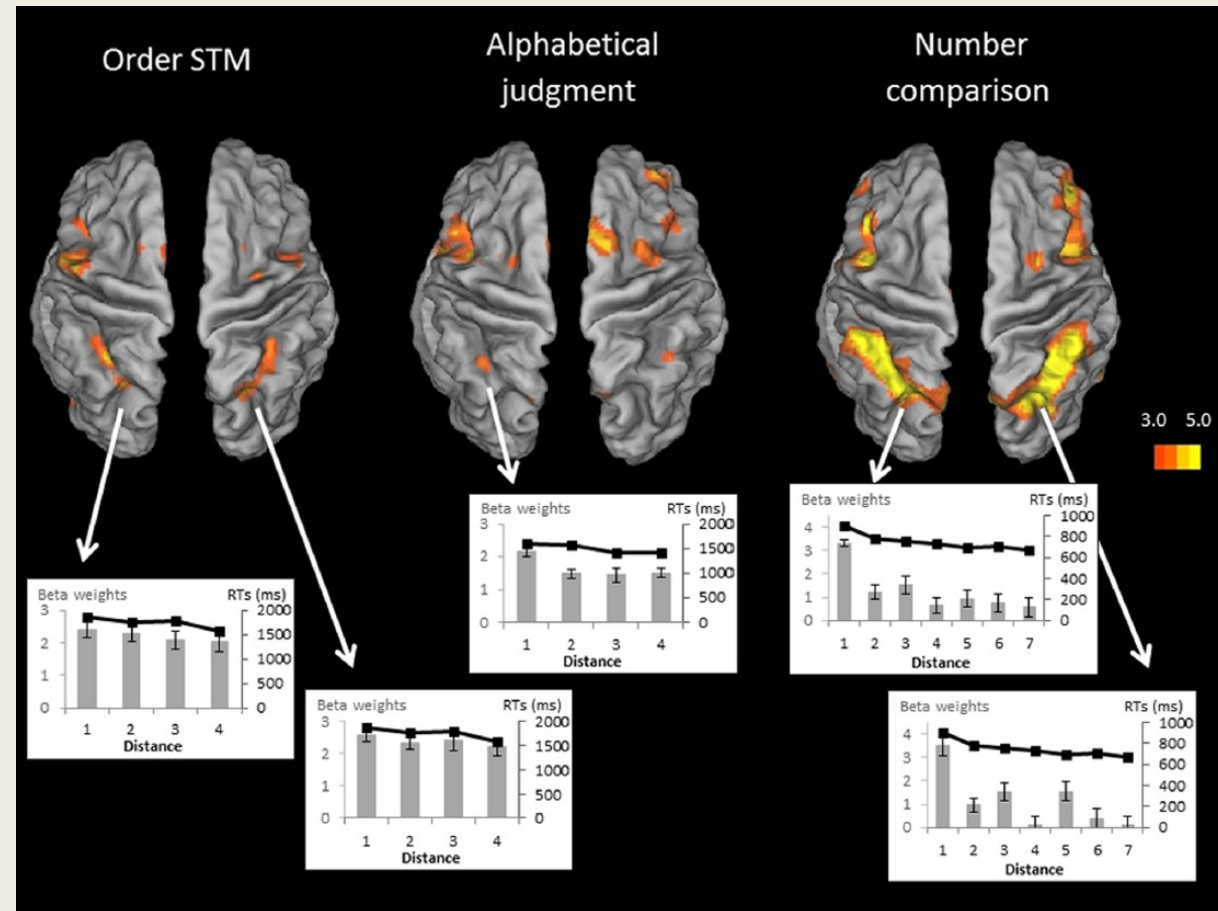 Order STM
Alphabetical
judgment
Number
comparison
3.0 5.0
Beta weights RTs (ms)
3 2000
2 1500
1000
1 500
0 0
1 2 3 4
Distance
Beta weights RTs (ms)
3 2000
2 1500
1000
1 500
0 0
1 2 3 4
Distance
Beta weights RTs (ms)
3 2000
2 1500
1000
1 500
0 0
1 2 3 4
Distance
Beta weights RTs (ms)
4 1000
3 800
600
2 400
1 200
0 0
1 2 3 4 5 6 7
Distance
Beta weights RTs (ms)
4 1000
3 800
2 600
400
1 200
0 0
1 2 3 4 5 6 7
Distance